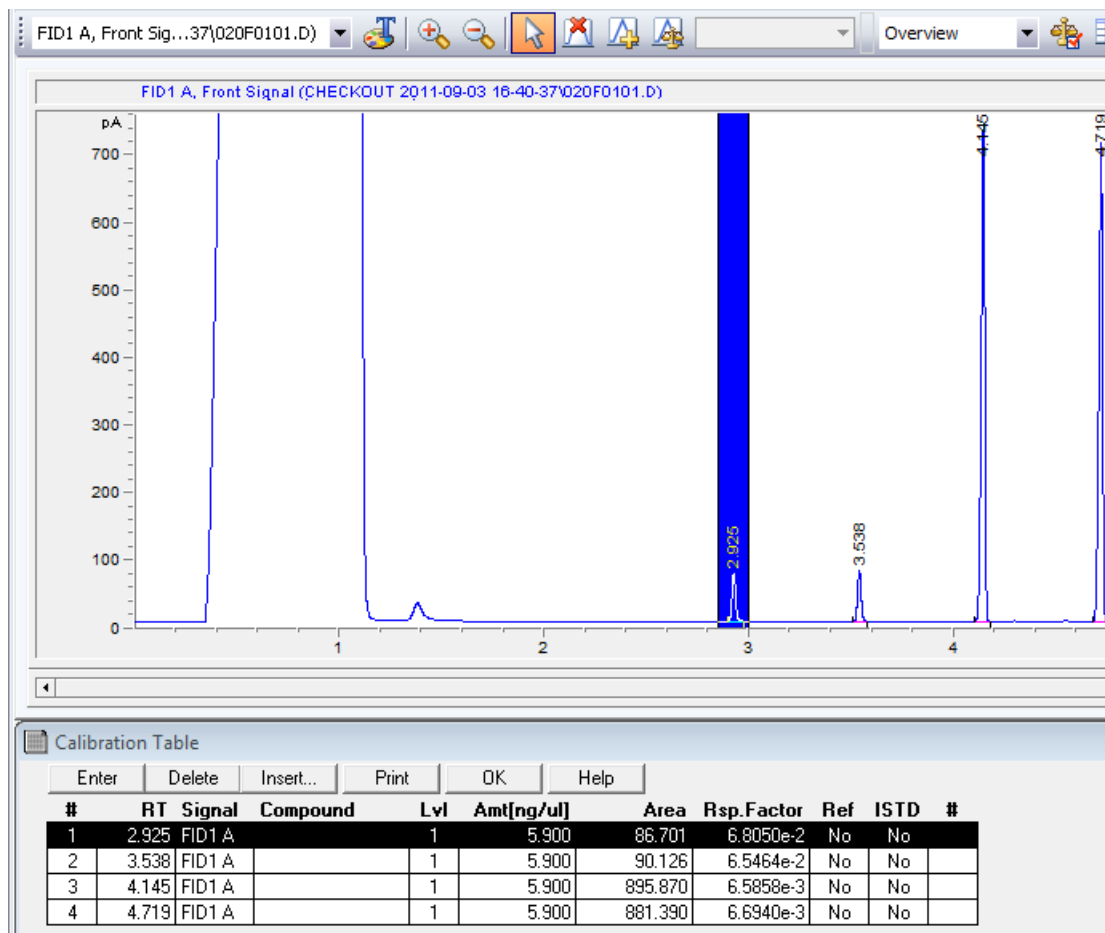 FID1 A, Front Sig...37\020F0101.D) Overview
FID1 A, Front Signal (CHECKOUT 2011-09-03 16-40-37\020F0101.D)
pA
700
600
500
400
300
200
100
0
2.925
3.538
4.145
4.719
1 2 3 4
Calibration Table
Enter Delete Insert... Print OK Help
# RT Signal Compound Lvl Amt[ng/ul] Area Rsp.Factor Ref ISTD #
1 2.925 FID1 A 1 5.900 86.701 6.8050e-2 No No
2 3.538 FID1 A 1 5.900 90.126 6.5464e-2 No No
3 4.145 FID1 A 1 5.900 895.870 6.5858e-3 No No
4 4.719 FID1 A 1 5.900 881.390 6.6940e-3 No No